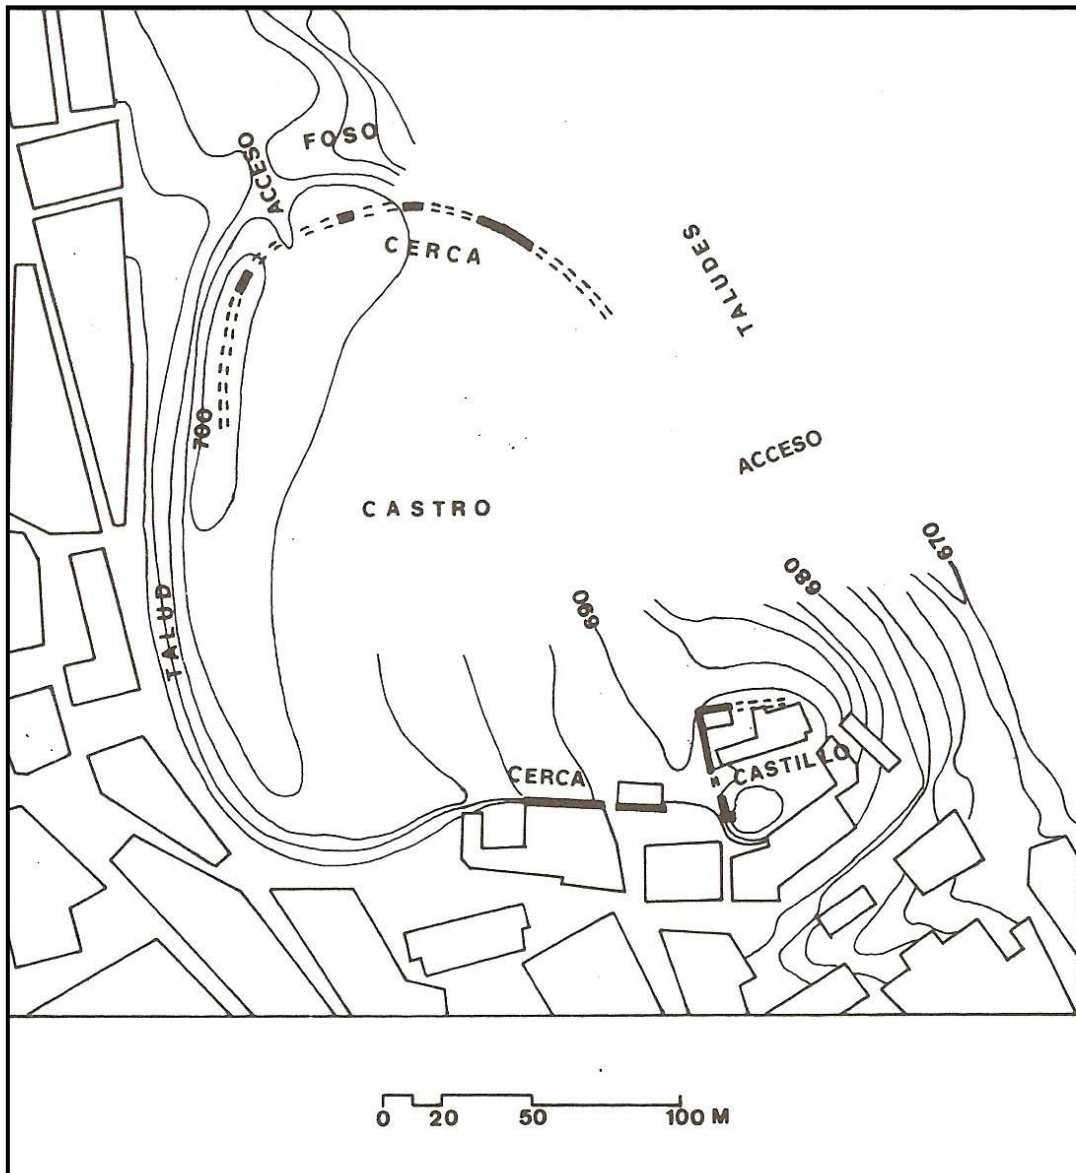 FOSO
ACCESO
CERCA
TALUDES
700
ACCESO
CASTRO
670
680
690
TALUD
CERCA
CASTILLO
0 20 50 100 M